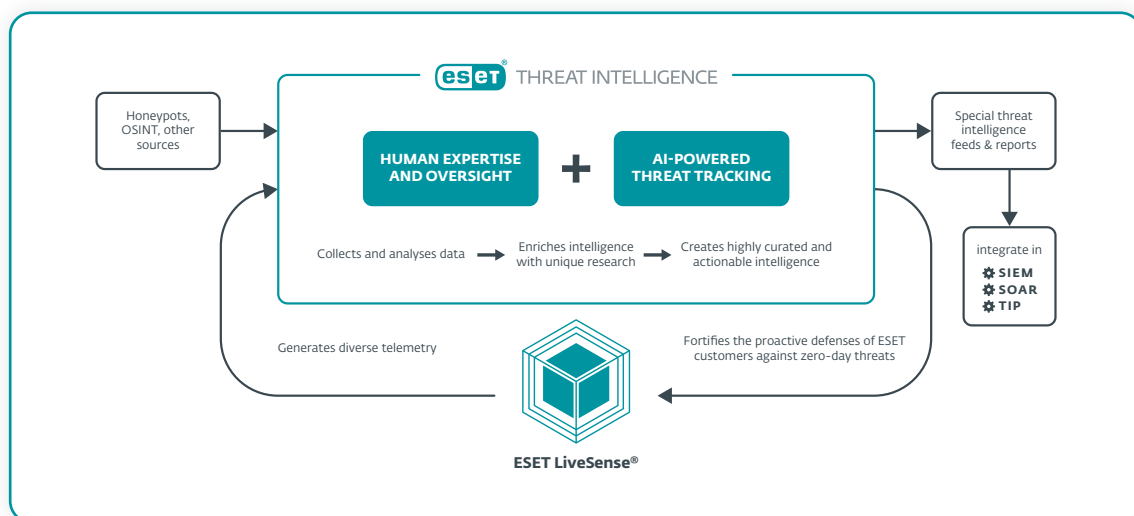 eseT® THREAT INTELLIGENCE
Honeypots,
OSINT, other
sources
HUMAN EXPERTISE
AND OVERSIGHT
+
AI-POWERED
THREAT TRACKING
Special threat
intelligence
feeds & reports
Collects and analyses data
Enriches intelligence
with unique research
Creates highly curated and
actionable intelligence
integrate in
SIEM
SOAR
TIP
Generates diverse telemetry
Fortifies the proactive defenses of ESET
customers against zero-day threats
ESET LiveSense®